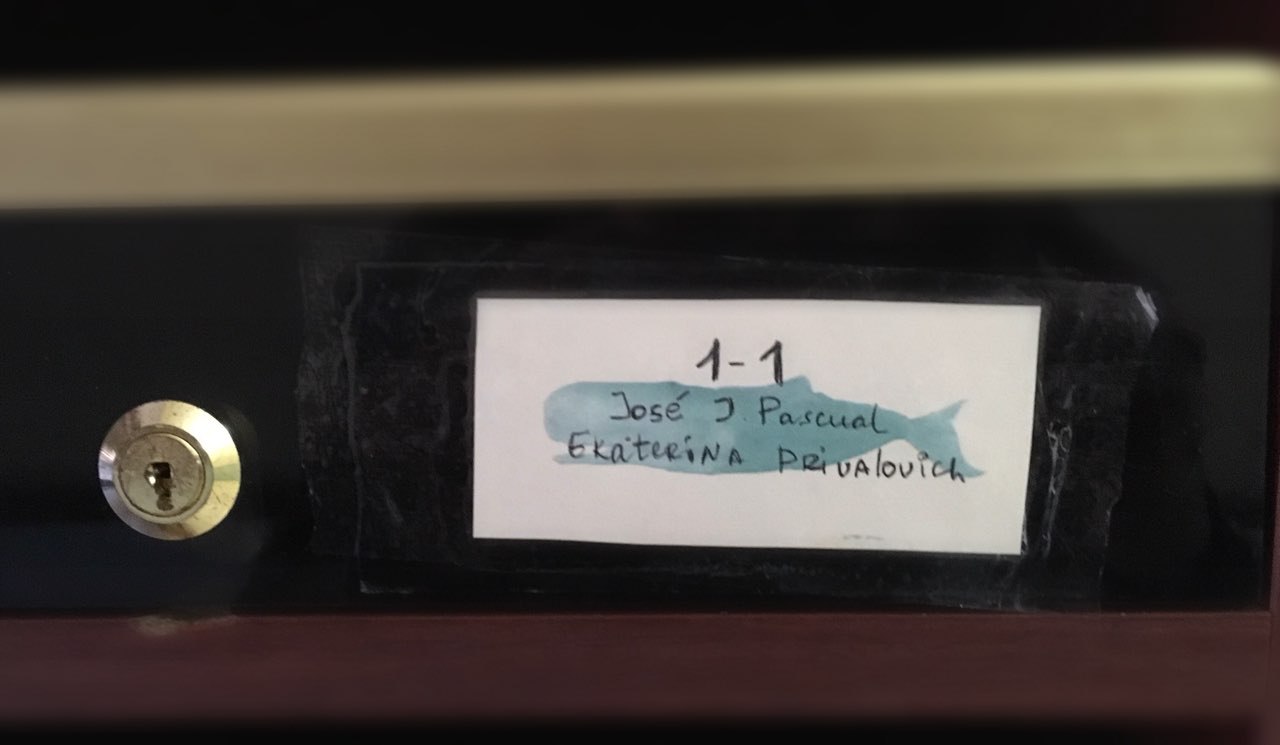 1-1
José J. Pascual
EKaterina Privalovich